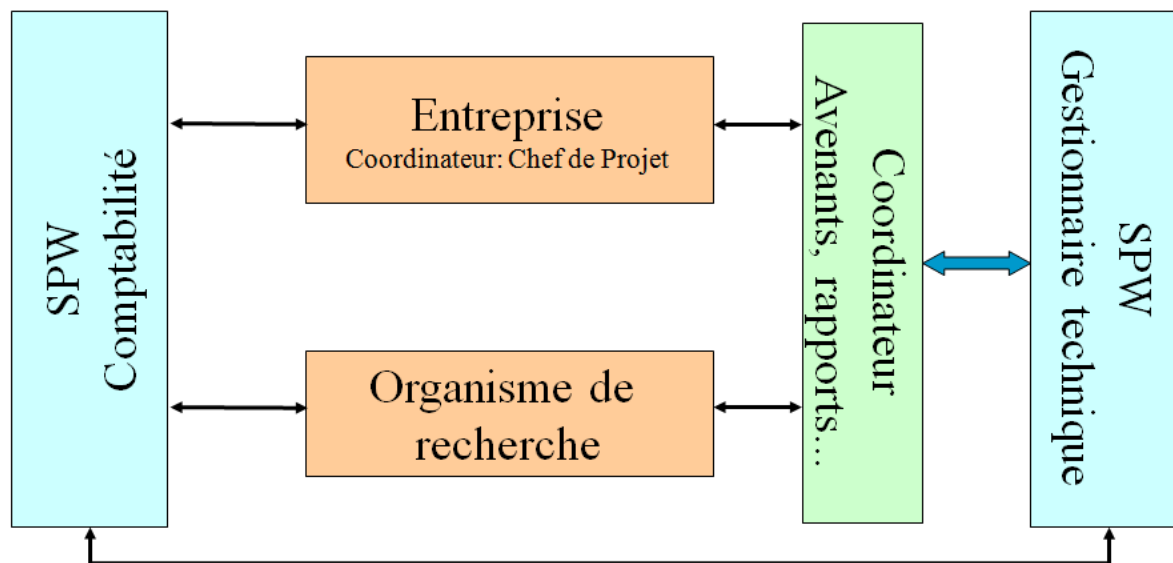 SPW
Comptabilité
Entreprise
Coordinateur: Chef de Projet
Organisme de
recherche
Coordinateur
Avenants, rapports…
SPW
Gestionnaire technique